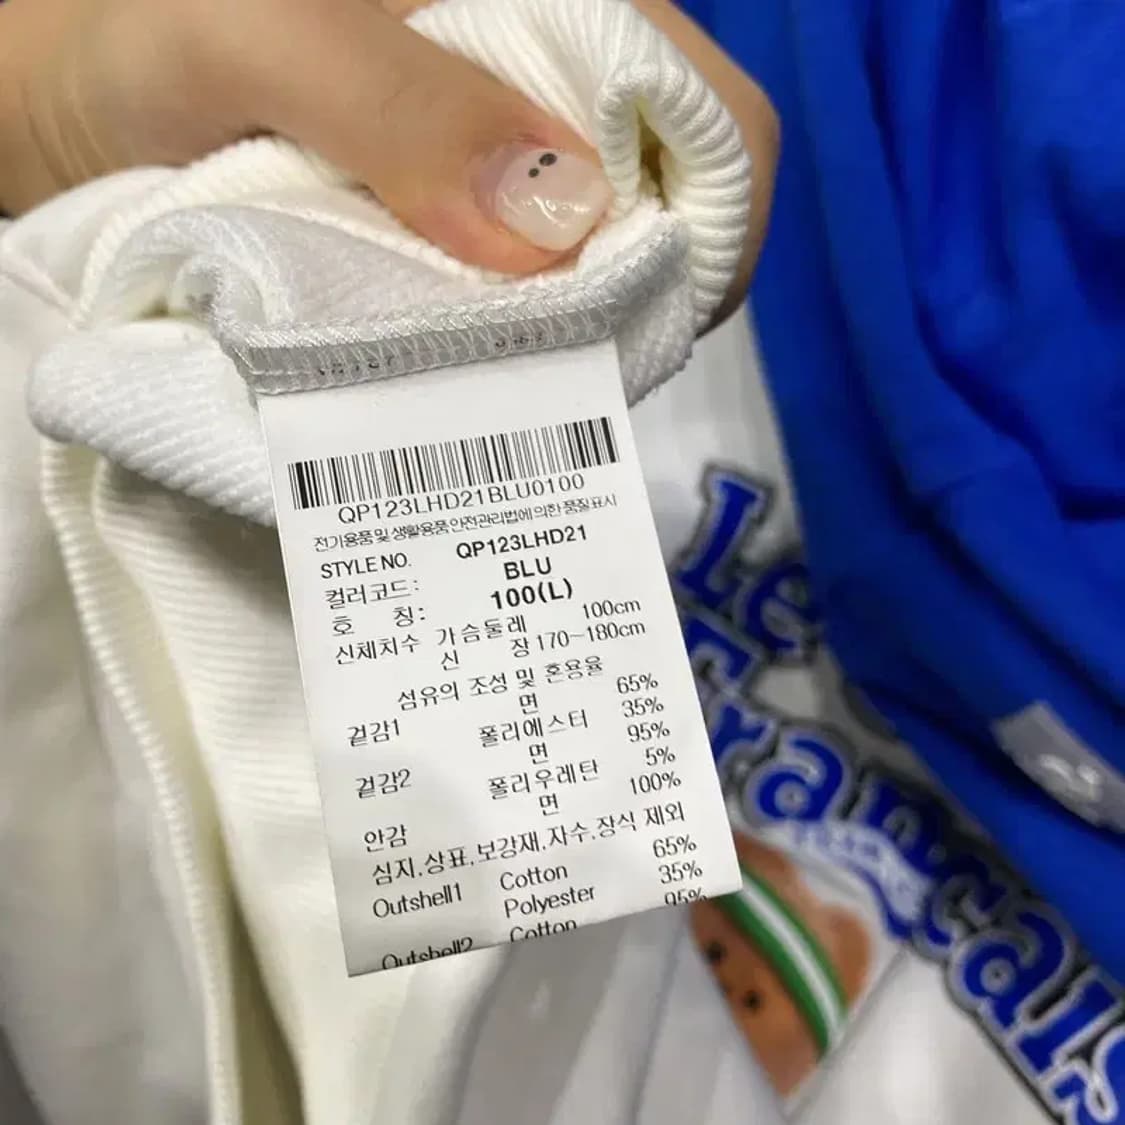 QP123LHD21BLU0100
전기용품 및 생활용품 안전관리법에 의한 품질표시
STYLE NO. QP123LHD21
컬러코드: BLU
호 칭: 100(L)
신체치수 가슴둘레 100cm
신 장 170~180cm
섬유의 조성 및 혼용율
겉감1 면 65%
폴리에스터 35%
겉감2 면 95%
폴리우레탄 5%
안감 면 100%
심지,상표,보강재,자수,장식 제외
Outshell1 Cotton 65%
Polyester 35%
Outshell2 Cotton 95%
Le
Francais